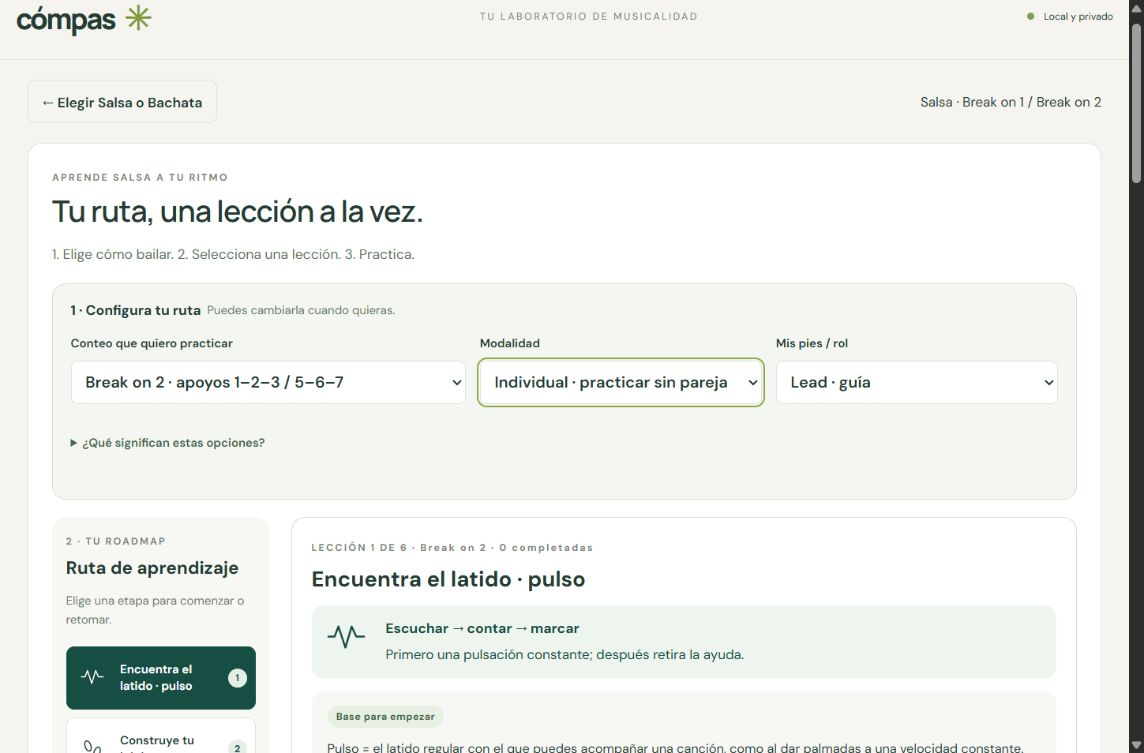 cómpas
TU LABORATORIO DE MUSICALIDAD
Local y privado
← Elegir Salsa o Bachata
Salsa · Break on 1 / Break on 2
APRENDE SALSA A TU RITMO
Tu ruta, una lección a la vez.
1. Elige cómo bailar. 2. Selecciona una lección. 3. Practica.
1 · Configura tu ruta Puedes cambiarla cuando quieras.
Conteo que quiero practicar
Modalidad
Mis pies / rol
Break on 2 · apoyos 1–2–3 / 5–6–7
Individual · practicar sin pareja
Lead · guía
¿Qué significan estas opciones?
2 · TU ROADMAP
Ruta de aprendizaje
Elige una etapa para comenzar o
retomar.
Encuentra el
latido · pulso
1
Construye tu
2
LECCIÓN 1 DE 6 · Break on 2 · 0 completadas
Encuentra el latido · pulso
Escuchar → contar → marcar
Primero una pulsación constante; después retira la ayuda.
Base para empezar
Pulso = el latido regular con el que puedes acompañar una canción, como al dar palmadas a una velocidad constante.